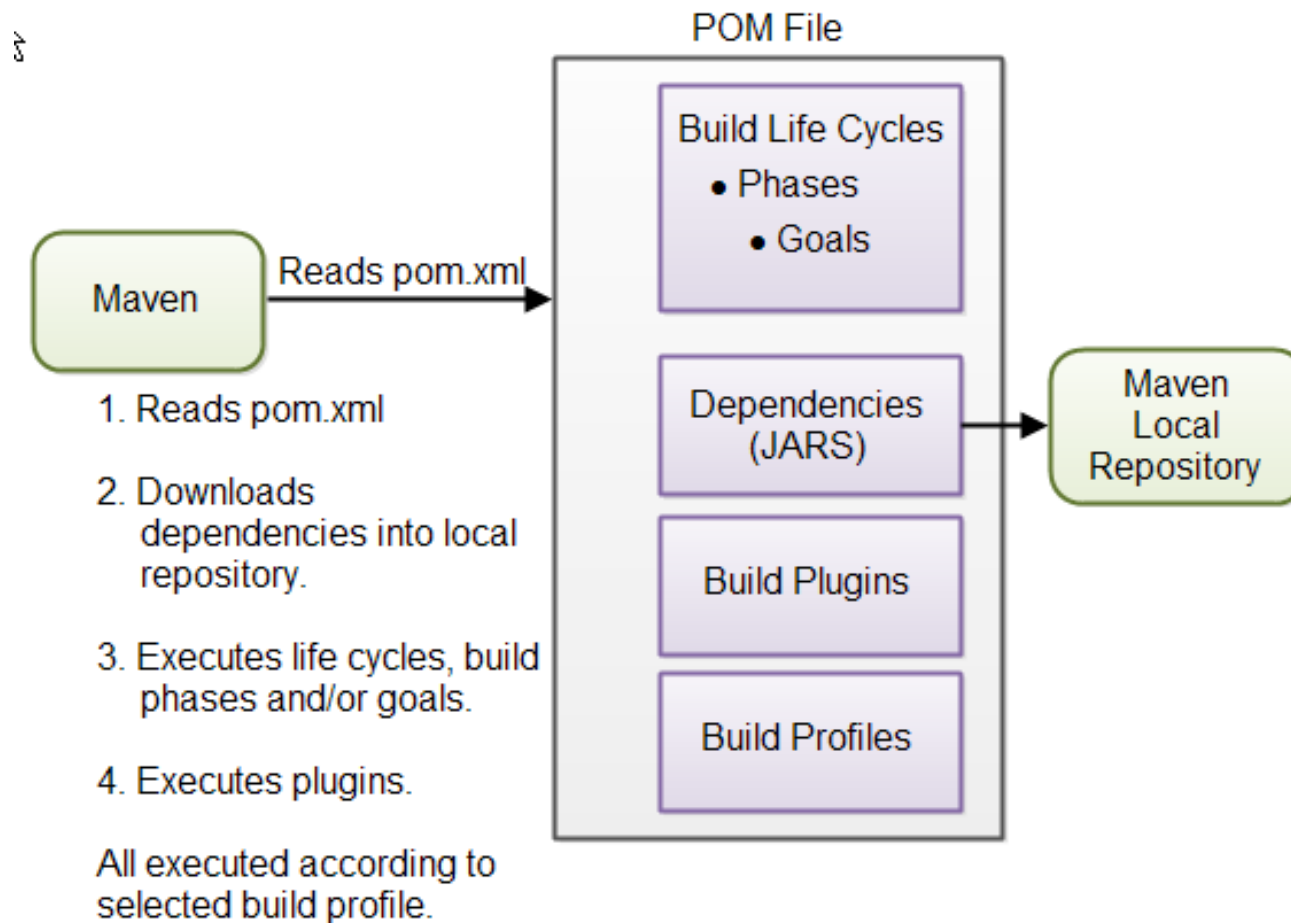 POM File
Build Life Cycles
• Phases
• Goals
Maven
Reads pom.xml
Dependencies
(JARS)
Maven
Local
Repository
Build Plugins
Build Profiles
1. Reads pom.xml
2. Downloads
dependencies into local
repository.
3. Executes life cycles, build
phases and/or goals.
4. Executes plugins.
All executed according to
selected build profile.